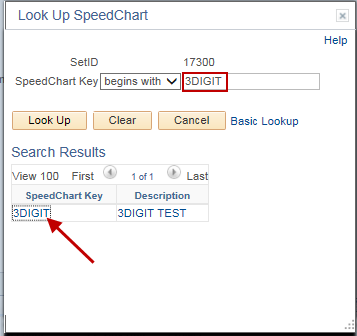 Look Up SpeedChart
Help
SetID 17300
SpeedChart Key begins with 3DIGIT
Look Up Clear Cancel Basic Lookup
Search Results
View 100 First 1 of 1 Last
SpeedChart Key Description
3DIGIT 3DIGIT TEST